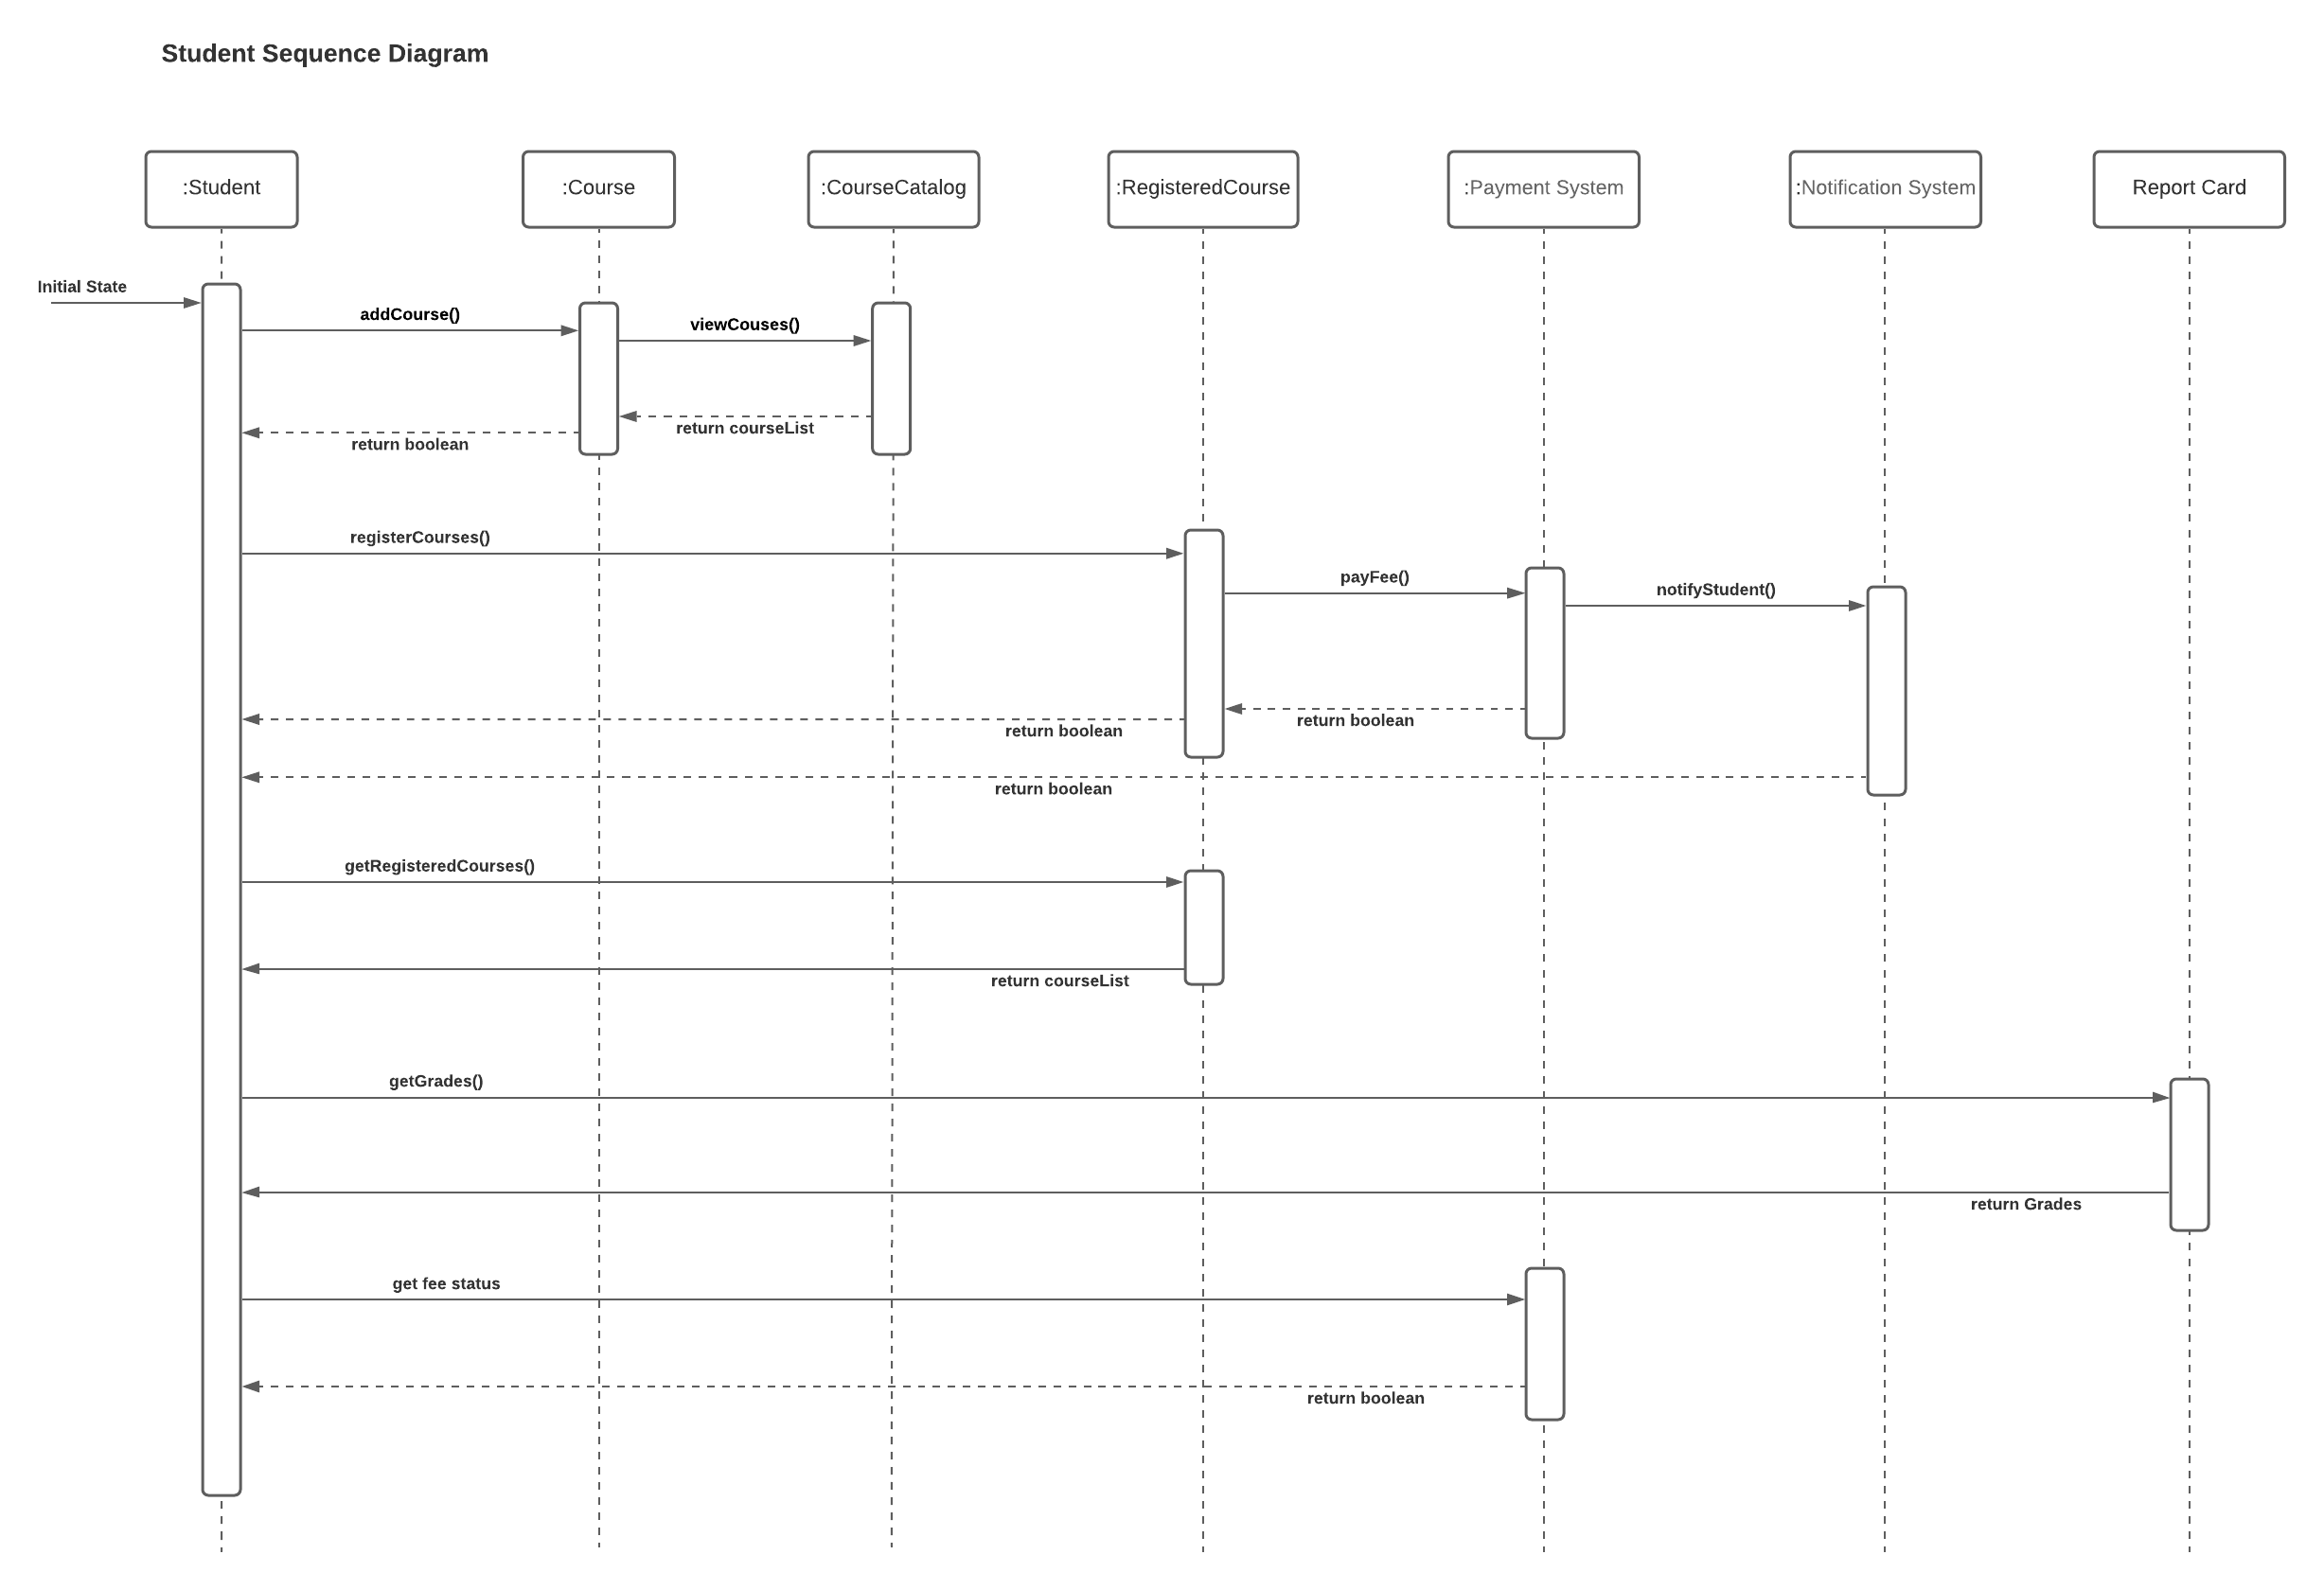 Student Sequence Diagram
:Student
:Course
:CourseCatalog
:RegisteredCourse
:Payment System
:Notification System
Report Card
Initial State
addCourse()
viewCouses()
return courseList
return boolean
registerCourses()
payFee()
notifyStudent()
return boolean
return boolean
return boolean
getRegisteredCourses()
return courseList
getGrades()
return Grades
get fee status
return boolean